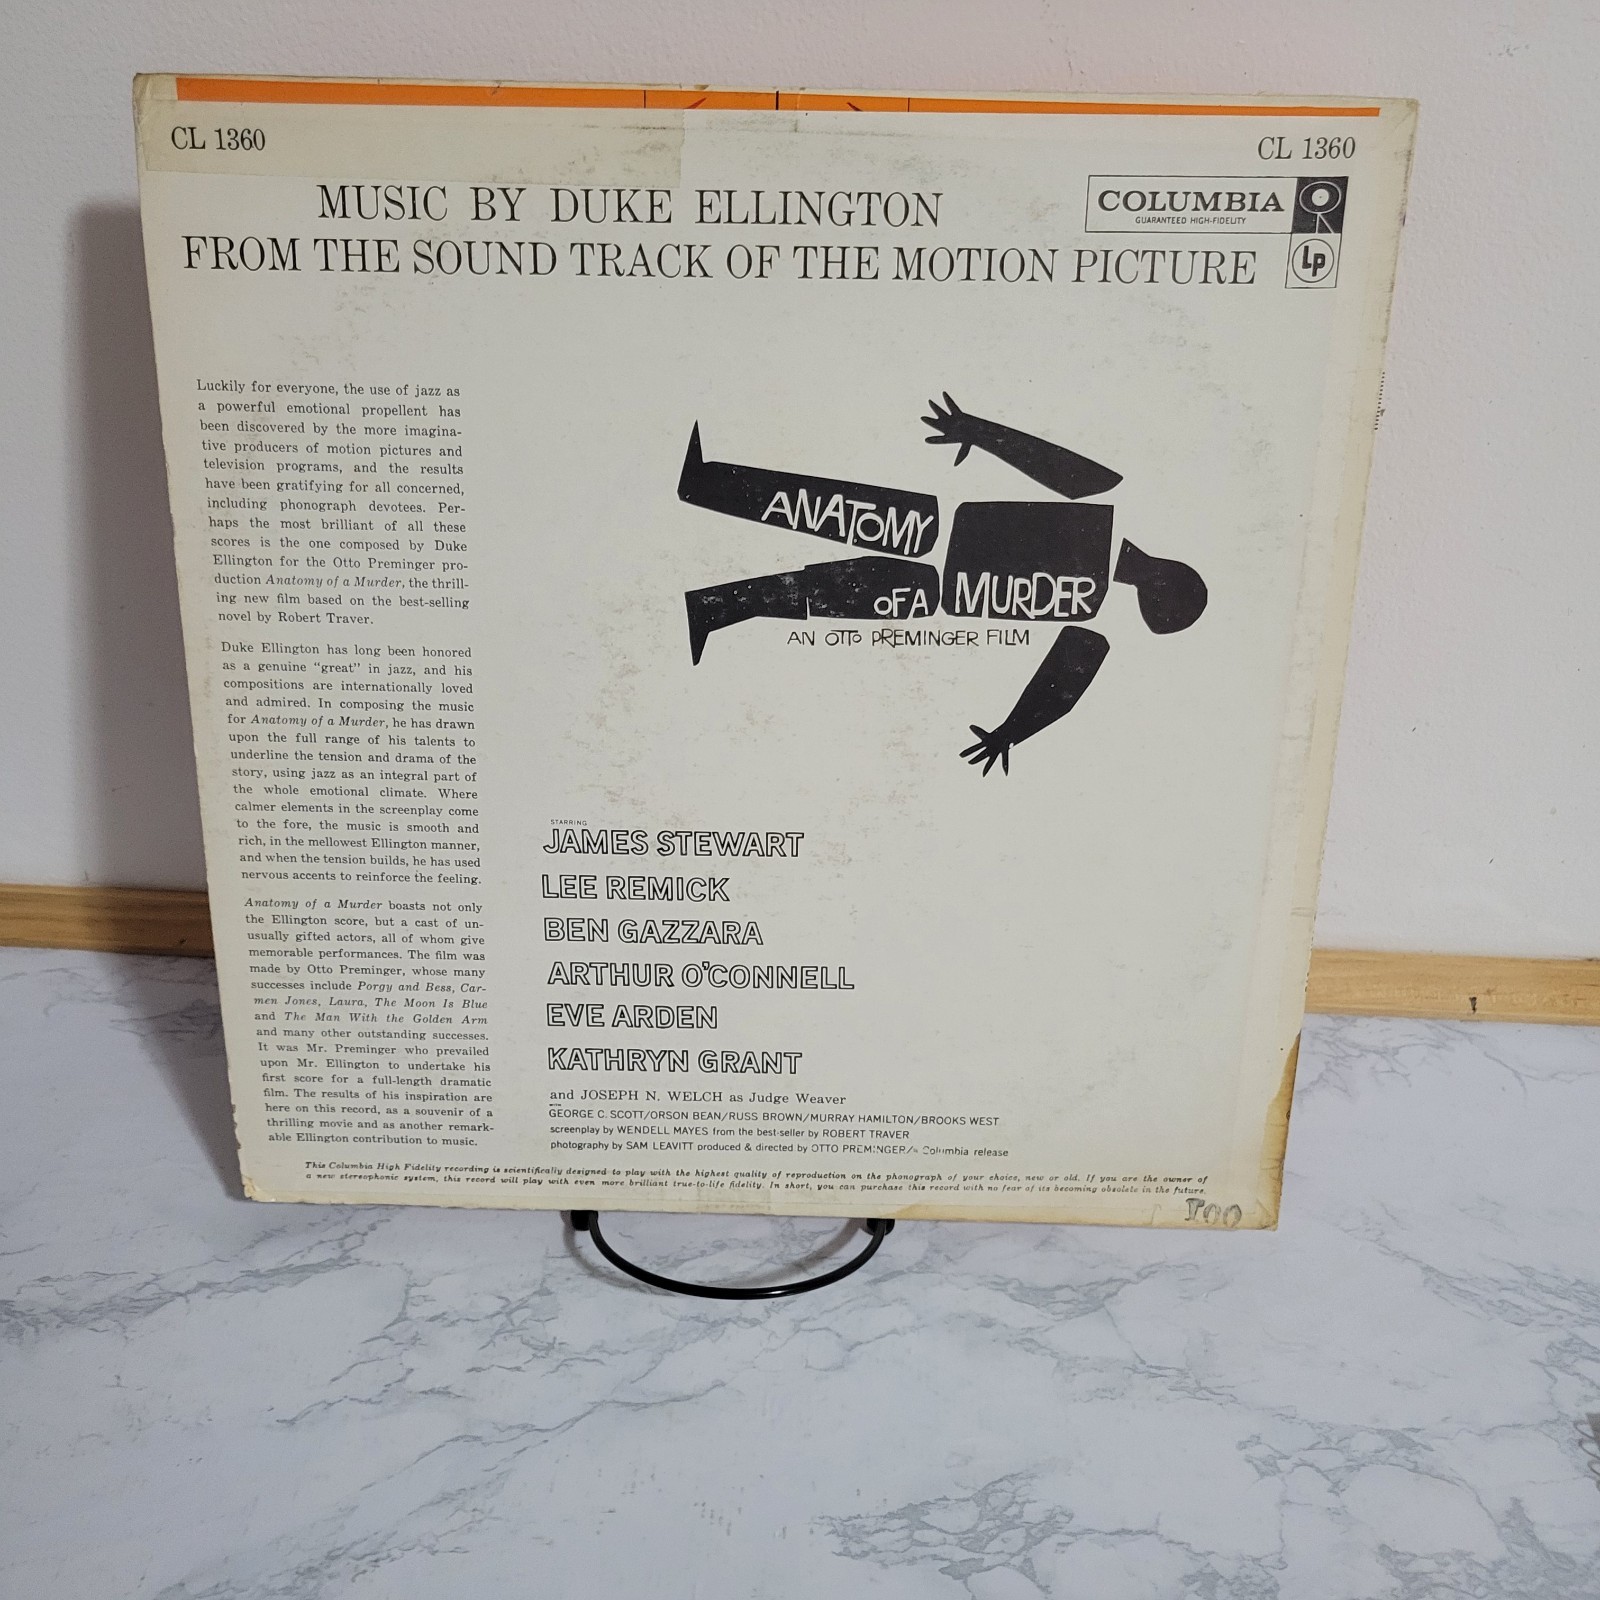 CL 1360
CL 1360
MUSIC BY DUKE ELLINGTON
FROM THE SOUND TRACK OF THE MOTION PICTURE
COLUMBIA
GUARANTEED HIGH-FIDELITY
Lp
Luckily for everyone, the use of jazz as
a powerful emotional propellent has
been discovered by the more imagina-
tive producers of motion pictures and
television programs, and the results
have been gratifying for all concerned,
including phonograph devotees. Per-
haps the most brilliant of all these
scores is the one composed by Duke
Ellington for the Otto Preminger pro-
duction Anatomy of a Murder, the thrill-
ing new film based on the best-selling
novel by Robert Traver.
Duke Ellington has long been honored
as a genuine “great” in jazz, and his
compositions are internationally loved
and admired. In composing the music
for Anatomy of a Murder, he has drawn
upon the full range of his talents to
underline the tension and drama of the
story, using jazz as an integral part of
the whole emotional climate. Where
calmer elements in the screenplay come
to the fore, the music is smooth and
rich, in the mellowest Ellington manner,
and when the tension builds, he has used
nervous accents to reinforce the feeling.
Anatomy of a Murder boasts not only
the Ellington score, but a cast of un-
usually gifted actors, all of whom give
memorable performances. The film was
made by Otto Preminger, whose many
successes include Porgy and Bess, Car-
men Jones, Laura, The Moon Is Blue
and The Man With the Golden Arm
and many other outstanding successes.
It was Mr. Preminger who prevailed
upon Mr. Ellington to undertake his
first score for a full-length dramatic
film. The results of his inspiration are
here on this record, as a souvenir of a
thrilling movie and as another remark-
able Ellington contribution to music.
ANATOMY
OF A MURDER
AN OTTO PREMINGER FILM
STARRING
JAMES STEWART
LEE REMICK
BEN GAZZARA
ARTHUR O'CONNELL
EVE ARDEN
KATHRYN GRANT
and JOSEPH N. WELCH as Judge Weaver
with
GEORGE C. SCOTT/ORSON BEAN/RUSS BROWN/MURRAY HAMILTON/BROOKS WEST
screenplay by WENDELL MAYES from the best-seller by ROBERT TRAVER
photography by SAM LEAVITT produced & directed by OTTO PREMINGER/a Columbia release
This Columbia High Fidelity recording is scientifically designed to play with the highest quality of reproduction on the phonograph of your choice, new or old. If you are the owner of
a new stereophonic system, this record will play with even more brilliant true-to-life fidelity. In short, you can purchase this record with no fear of its becoming obsolete in the future.